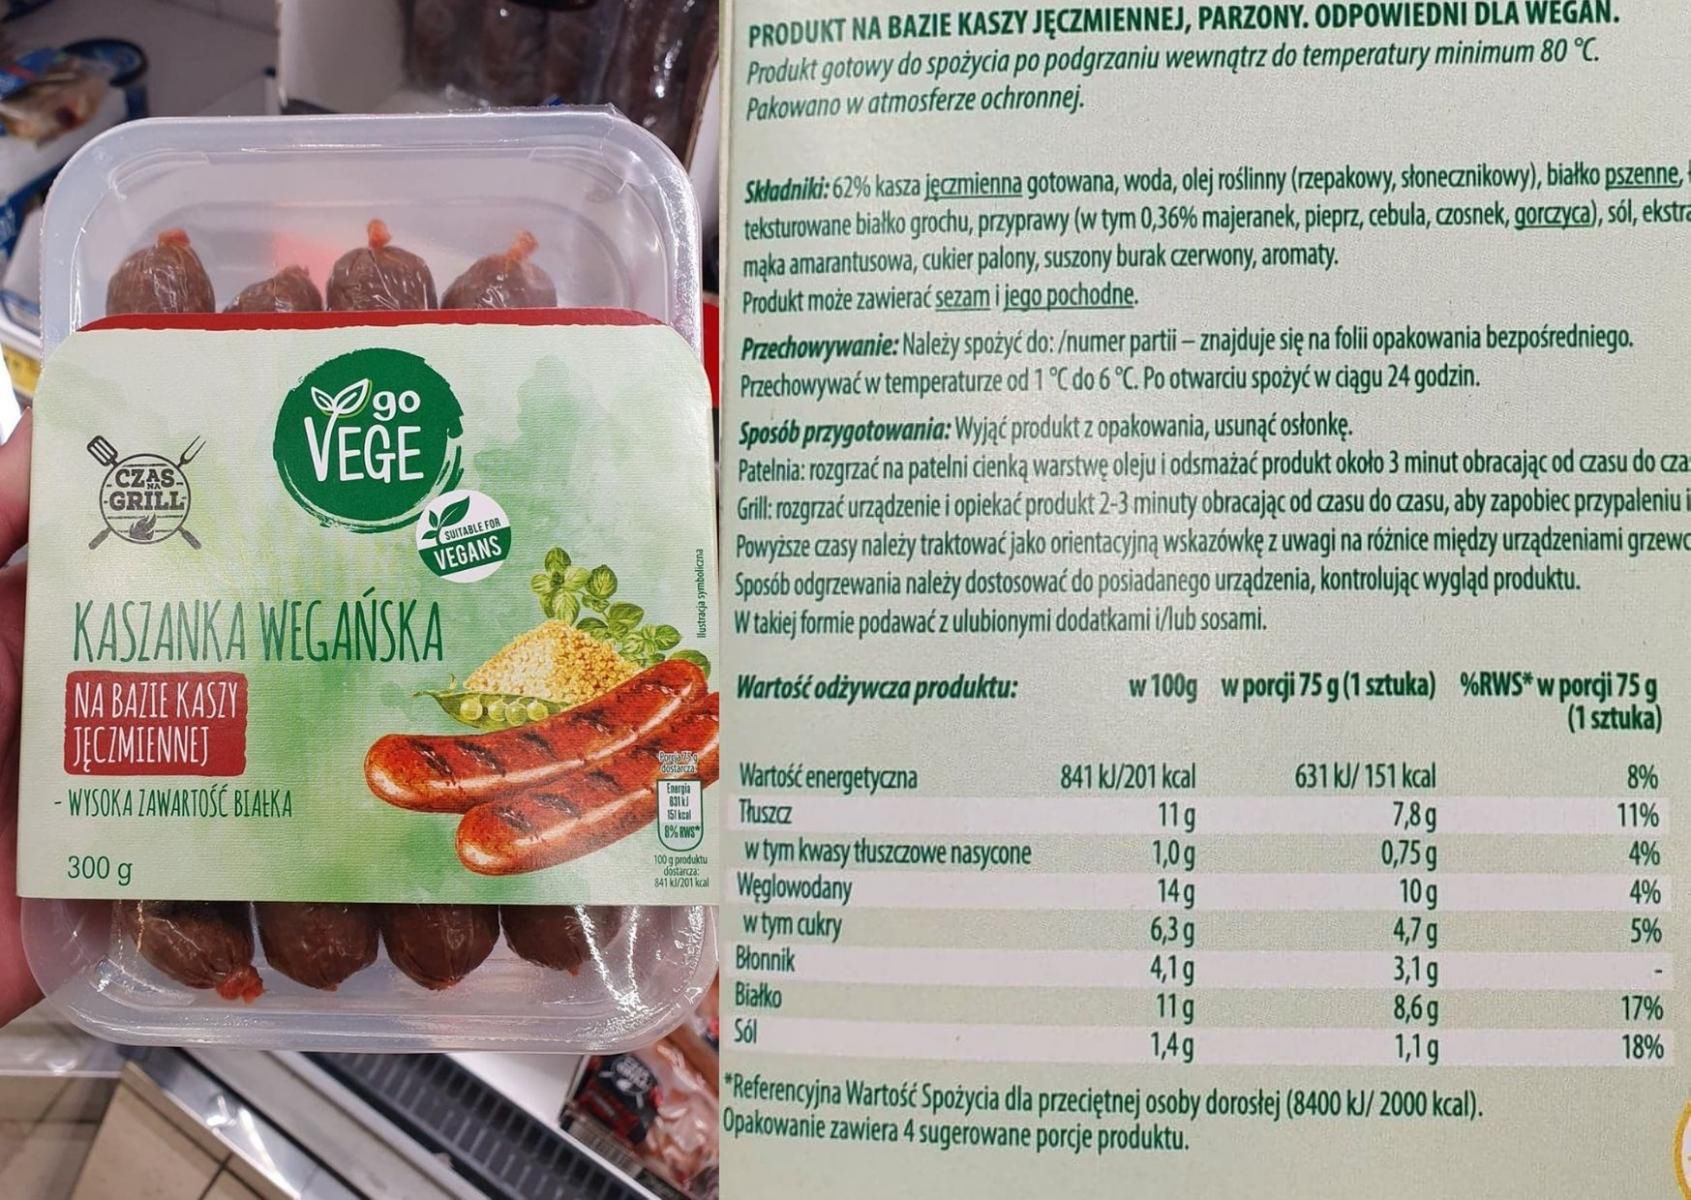 go
VEGE
CZAS
NA
GRILL
SUITABLE FOR
VEGANS
KASZANKA WEGAŃSKA
NA BAZIE KASZY
JĘCZMIENNEJ
- WYSOKA ZAWARTOŚĆ BIAŁKA
300 g
Ilustracja symboliczna
Porcja 75 g
dostarcza:
Energia
631 kJ
151 kcal
8% RWS*
100 g produktu
dostarcza:
841 kJ/201 kcal
PRODUKT NA BAZIE KASZY JĘCZMIENNEJ, PARZONY. ODPOWIEDNI DLA WEGAN.
Produkt gotowy do spożycia po podgrzaniu wewnątrz do temperatury minimum 80 °C.
Pakowano w atmosferze ochronnej.
Składniki: 62% kasza jęczmienna gotowana, woda, olej roślinny (rzepakowy, słonecznikowy), białko pszenne,
teksturowane białko grochu, przyprawy (w tym 0,36% majeranek, pieprz, cebula, czosnek, gorczyca), sól, ekstra
mąka amarantusowa, cukier palony, suszony burak czerwony, aromaty.
Produkt może zawierać sezam i jego pochodne.
Przechowywanie: Należy spożyć do: /numer partii – znajduje się na folii opakowania bezpośredniego.
Przechowywać w temperaturze od 1 °C do 6 °C. Po otwarciu spożyć w ciągu 24 godzin.
Sposób przygotowania: Wyjąć produkt z opakowania, usunąć osłonkę.
Patelnia: rozgrzać na patelni cienką warstwę oleju i odsmażać produkt około 3 minut obracając od czasu do cza
Grill: rozgrzać urządzenie i opiekać produkt 2-3 minuty obracając od czasu do czasu, aby zapobiec przypaleniu i
Powyższe czasy należy traktować jako orientacyjną wskazówkę z uwagi na różnice między urządzeniami grzewc
Sposób odgrzewania należy dostosować do posiadanego urządzenia, kontrolując wygląd produktu.
W takiej formie podawać z ulubionymi dodatkami i/lub sosami.
Wartość odżywcza produktu: w 100g w porcji 75 g (1 sztuka) %RWS* w porcji 75 g
(1 sztuka)
Wartość energetyczna 841 kJ/201 kcal 631 kJ/ 151 kcal 8%
Tłuszcz 11 g 7,8 g 11%
w tym kwasy tłuszczowe nasycone 1,0 g 0,75 g 4%
Węglowodany 14 g 10 g 4%
w tym cukry 6,3 g 4,7 g 5%
Błonnik 4,1 g 3,1 g -
Białko 11 g 8,6 g 17%
Sól 1,4 g 1,1 g 18%
*Referencyjna Wartość Spożycia dla przeciętnej osoby dorosłej (8400 kJ/ 2000 kcal).
Opakowanie zawiera 4 sugerowane porcje produktu.